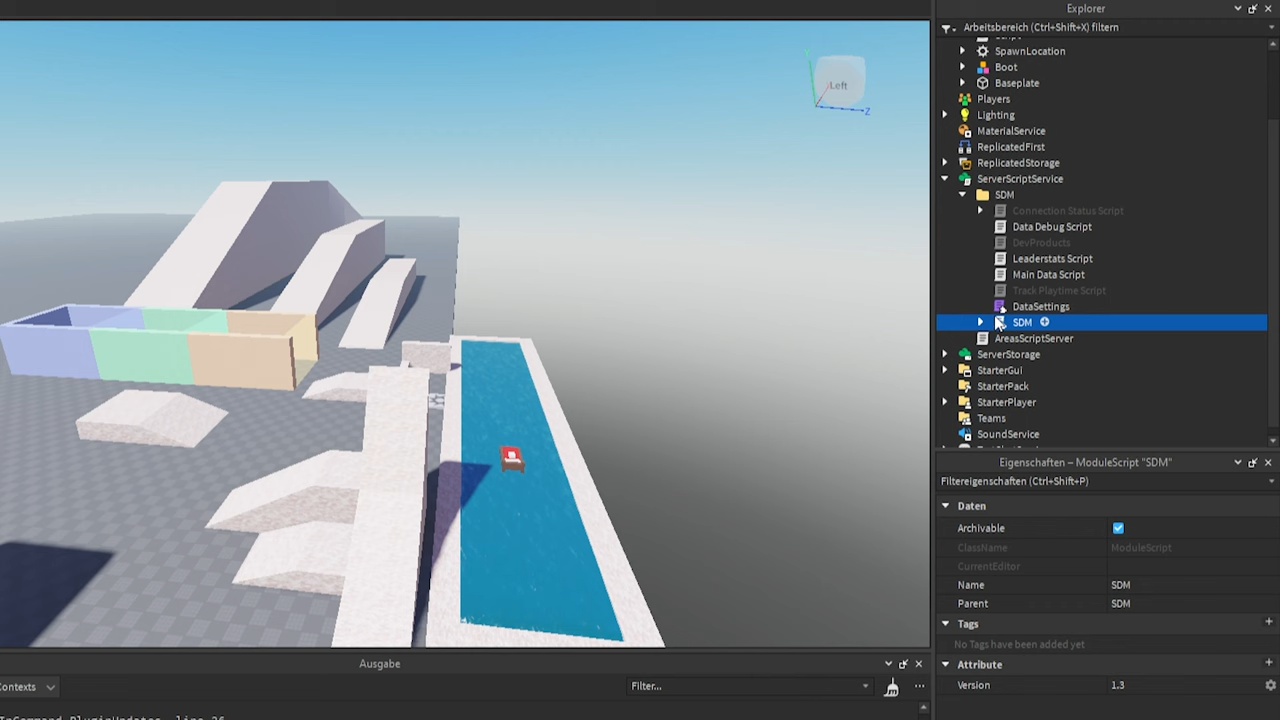 Explorer
Arbeitsbereich (Ctrl+Shift+X) filtern
SpawnLocation
Boot
Baseplate
Players
Lighting
MaterialService
ReplicatedFirst
ReplicatedStorage
ServerScriptService
SDM
Connection Status Script
Data Debug Script
DevProducts
Leaderstats Script
Main Data Script
Track Playtime Script
DataSettings
SDM
AreasScriptServer
ServerStorage
StarterGui
StarterPack
StarterPlayer
Teams
SoundService
Left
Y
Z
Eigenschaften – ModuleScript "SDM"
Filtereigenschaften (Ctrl+Shift+P)
Daten
Archivable
ClassName ModuleScript
CurrentEditor
Name SDM
Parent SDM
Tags
No Tags have been added yet
Attribute
Version 1.3
Ausgabe
Contexts
Filter...